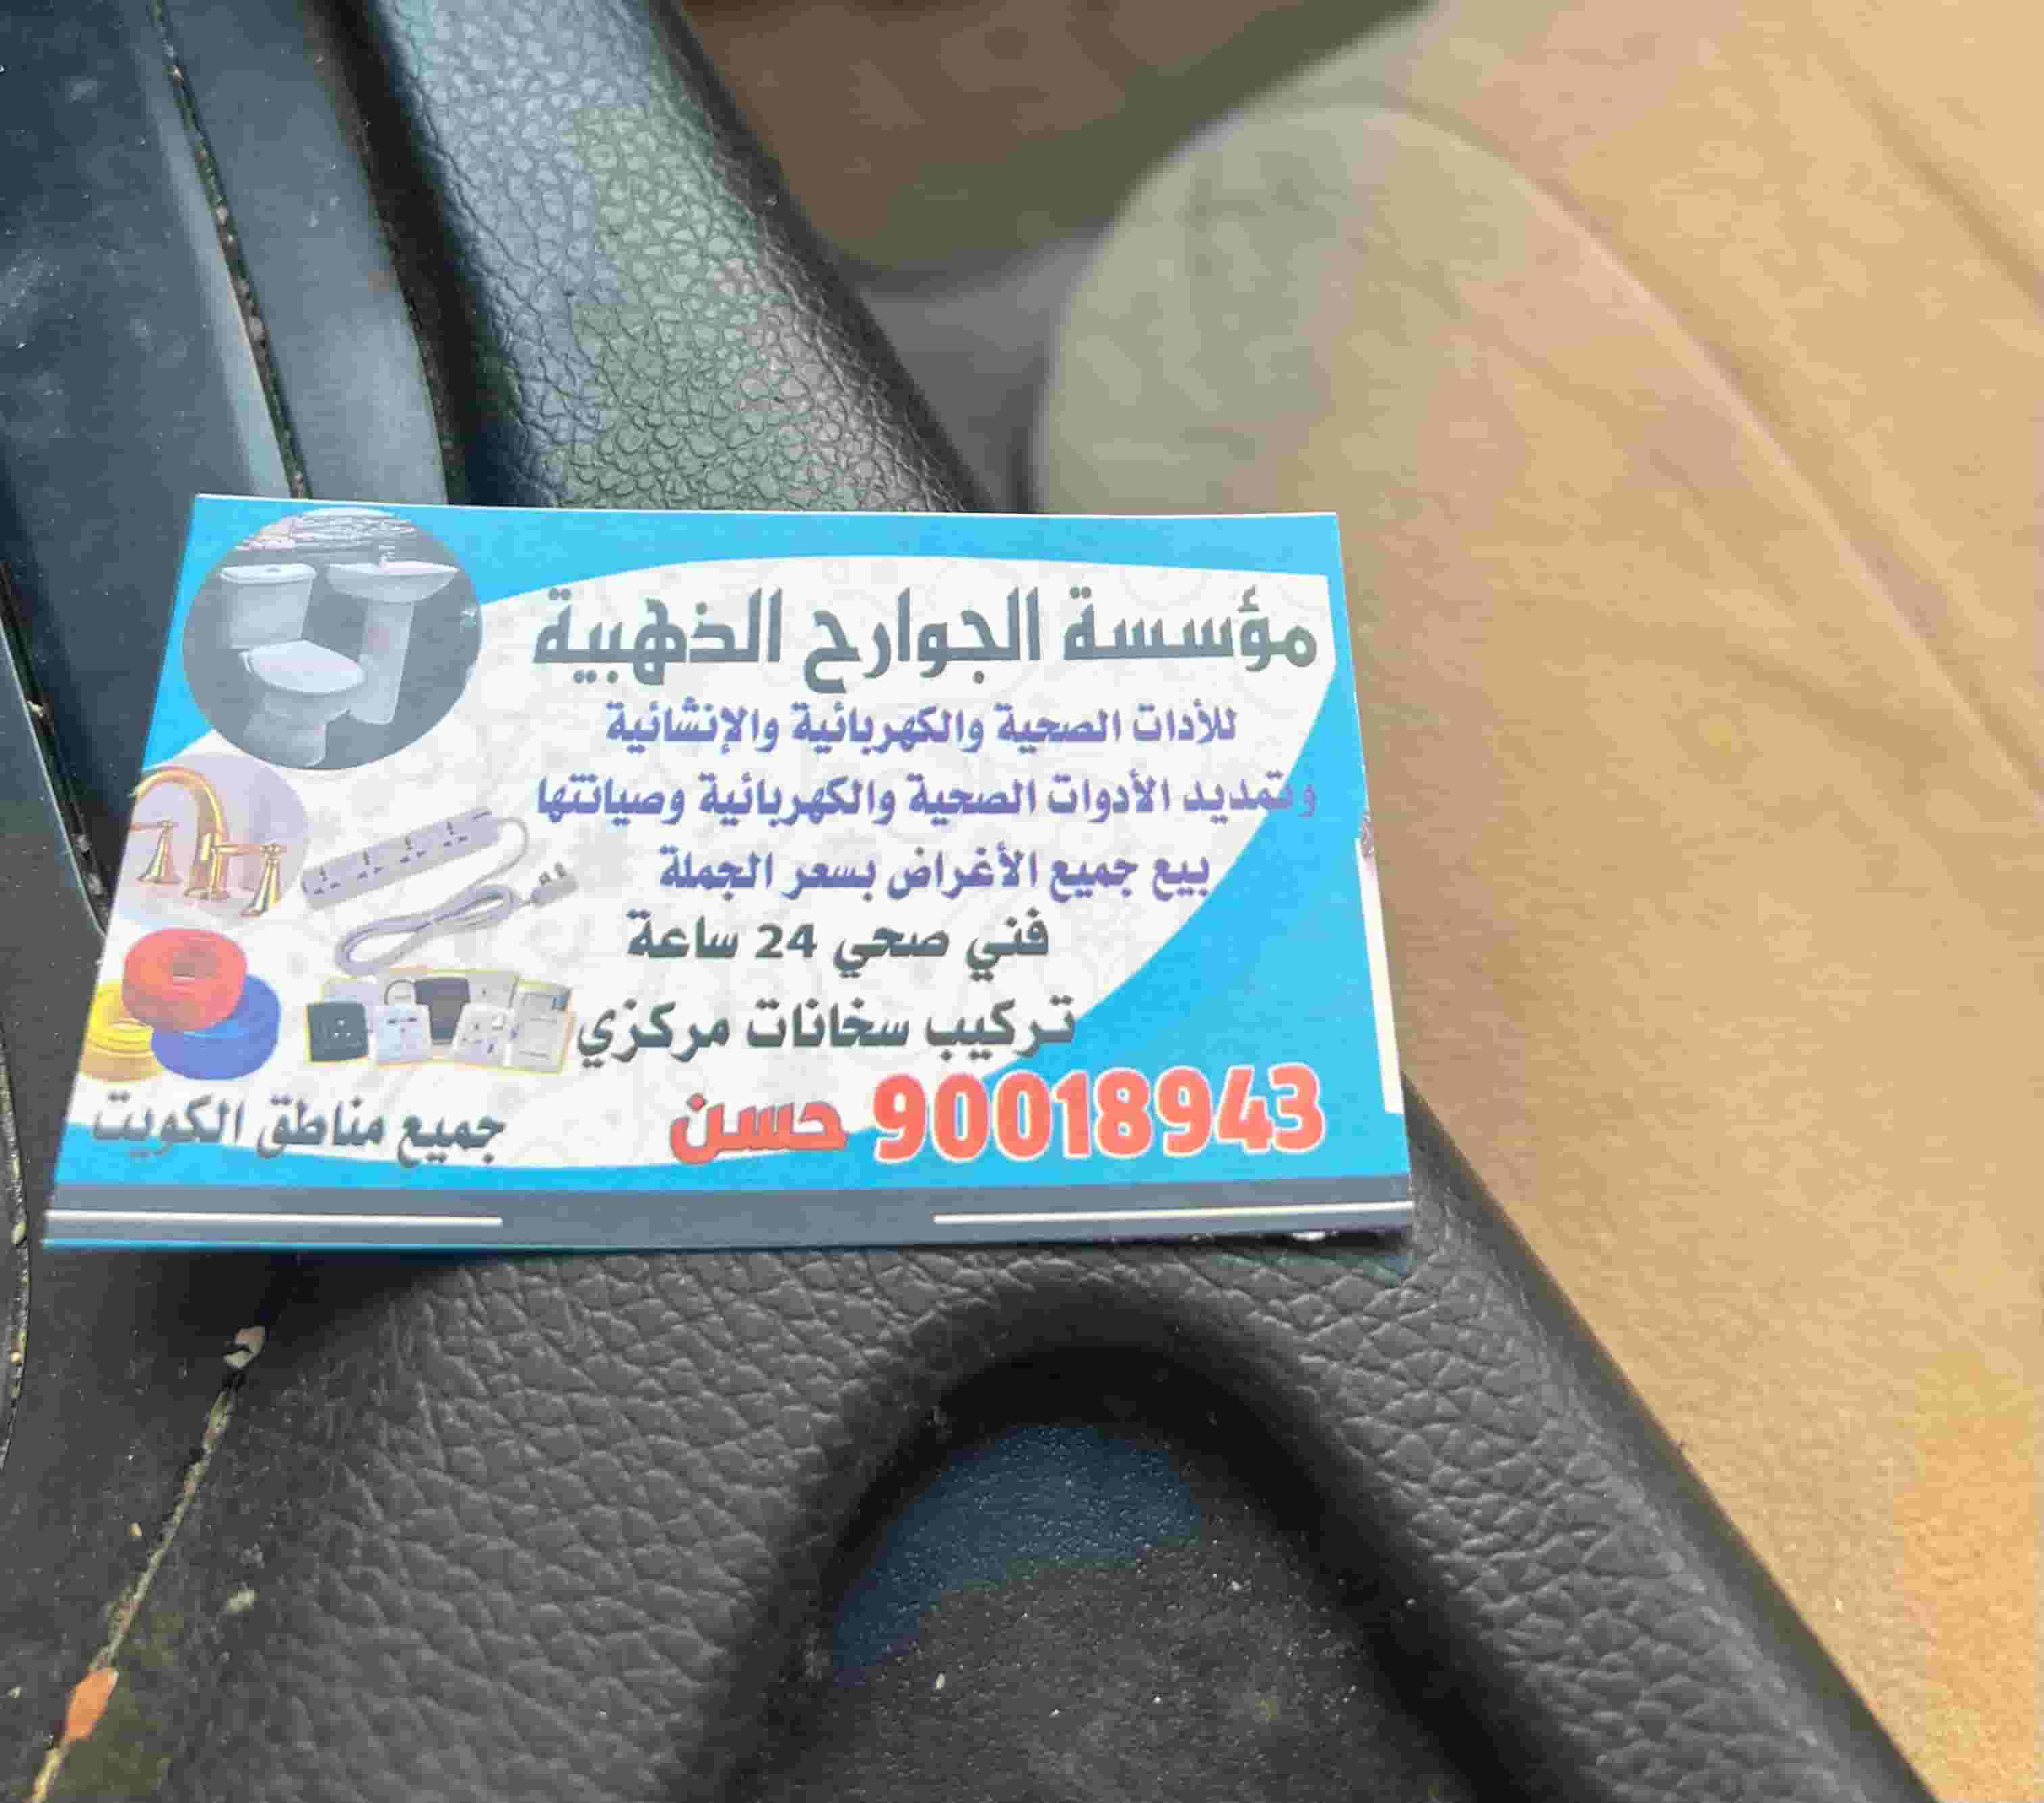 مؤسسة الجوارح الذهبية
للأدات الصحية والكهربائية والإنشائية
وتمديد الأدوات الصحية والكهربائية وصيانتها
بيع جميع الأغراض بسعر الجملة
فني صحي 24 ساعة
تركيب سخانات مركزي
90018943 حسن
جميع مناطق الكويت